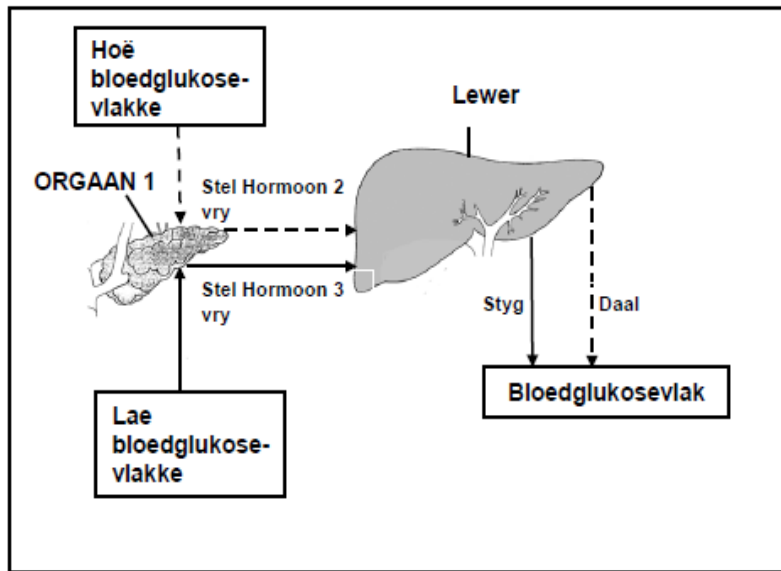 Hoë
bloedglukose-
vlakke
Lewer
ORGAAN 1
Stel Hormoon 2
vry
Stel Hormoon 3
vry
Styg
Daal
Bloedglukosevlak
Lae
bloedglukose-
vlakke